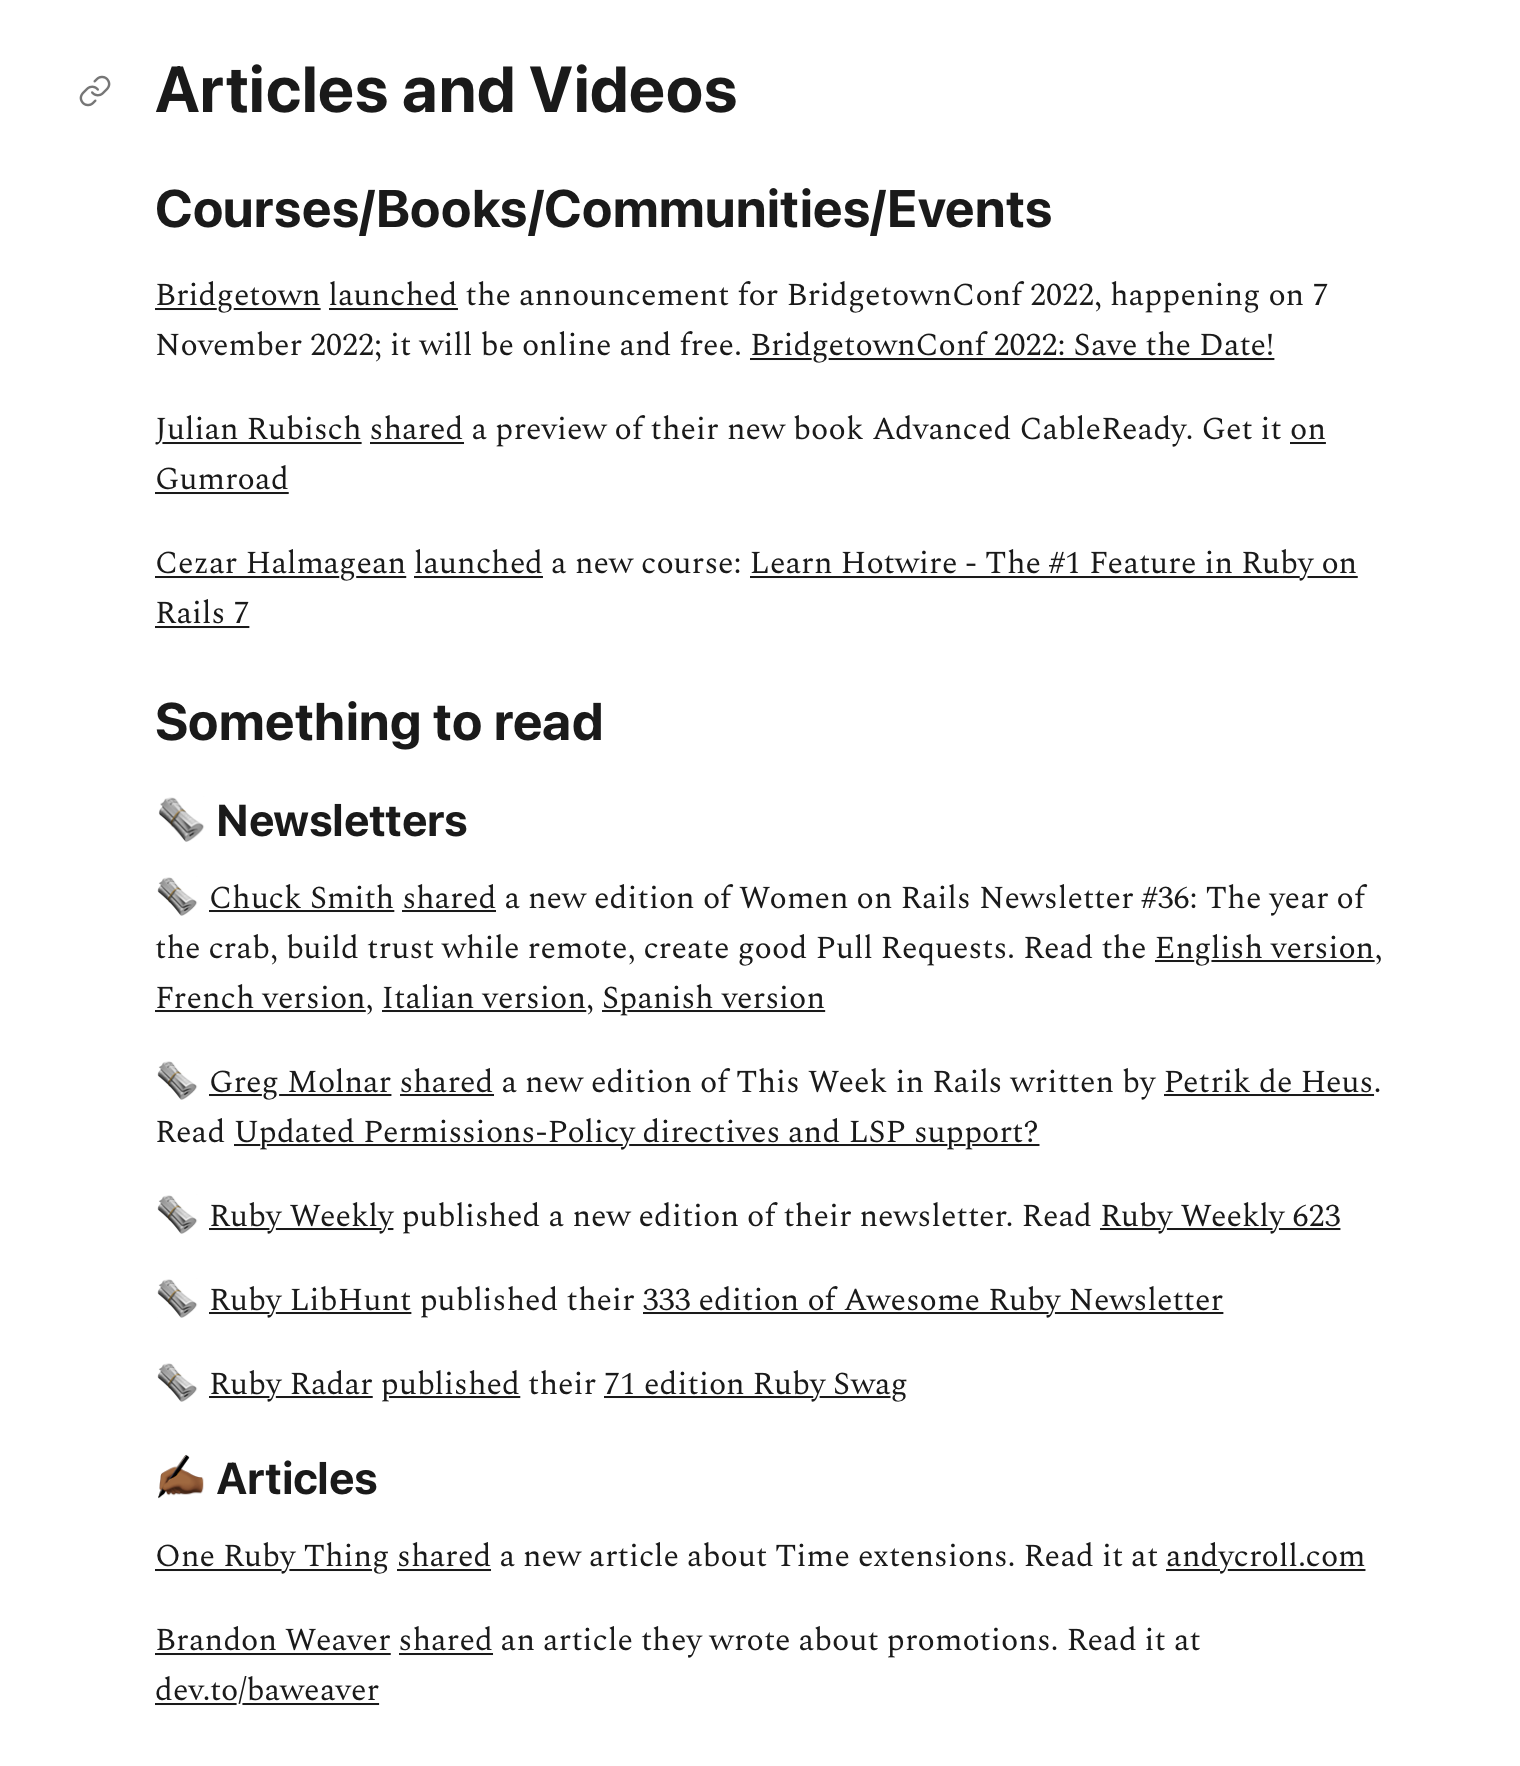 Articles and Videos
Courses/Books/Communities/Events
Bridgetown launched the announcement for BridgetownConf 2022, happening on 7
November 2022; it will be online and free. BridgetownConf 2022: Save the Date!
Julian Rubisch shared a preview of their new book Advanced CableReady. Get it on
Gumroad
Cezar Halmagean launched a new course: Learn Hotwire - The #1 Feature in Ruby on
Rails 7
Something to read
🗞 Newsletters
🗞 Chuck Smith shared a new edition of Women on Rails Newsletter #36: The year of
the crab, build trust while remote, create good Pull Requests. Read the English version,
French version, Italian version, Spanish version
🗞 Greg Molnar shared a new edition of This Week in Rails written by Petrik de Heus.
Read Updated Permissions-Policy directives and LSP support?
🗞 Ruby Weekly published a new edition of their newsletter. Read Ruby Weekly 623
🗞 Ruby LibHunt published their 333 edition of Awesome Ruby Newsletter
🗞 Ruby Radar published their 71 edition Ruby Swag
✍🏾 Articles
One Ruby Thing shared a new article about Time extensions. Read it at andycroll.com
Brandon Weaver shared an article they wrote about promotions. Read it at
dev.to/baweaver